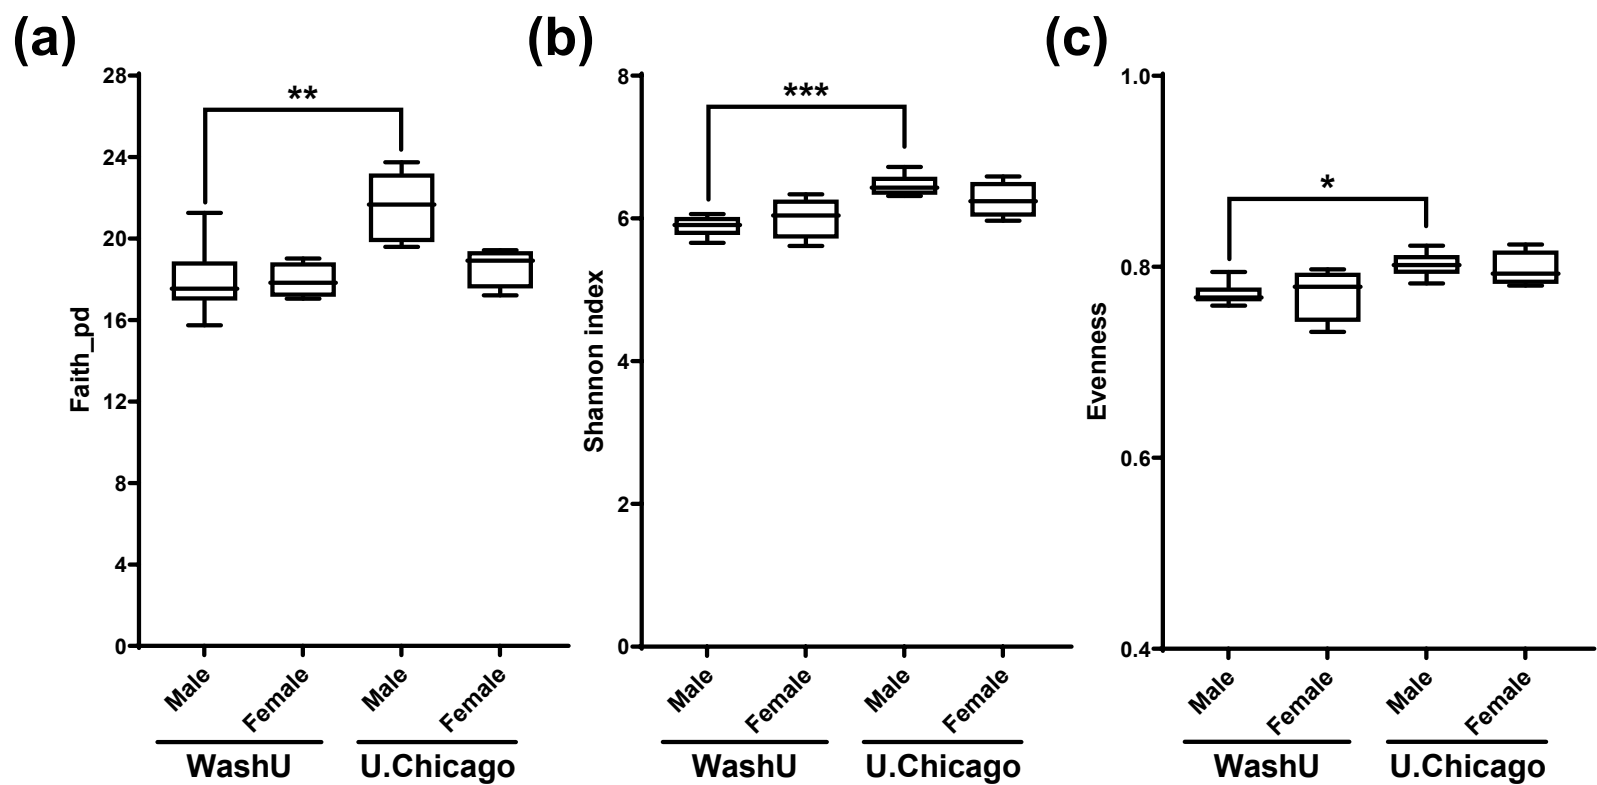 (a)
**
28
24
20
16
12
8
4
0
Faith_pd
Male
Female
Male
Female
WashU
U.Chicago
(b)
***
8
6
4
2
0
Shannon index
Male
Female
Male
Female
WashU
U.Chicago
(c)
*
1.0
0.8
0.6
0.4
Evenness
Male
Female
Male
Female
WashU
U.Chicago